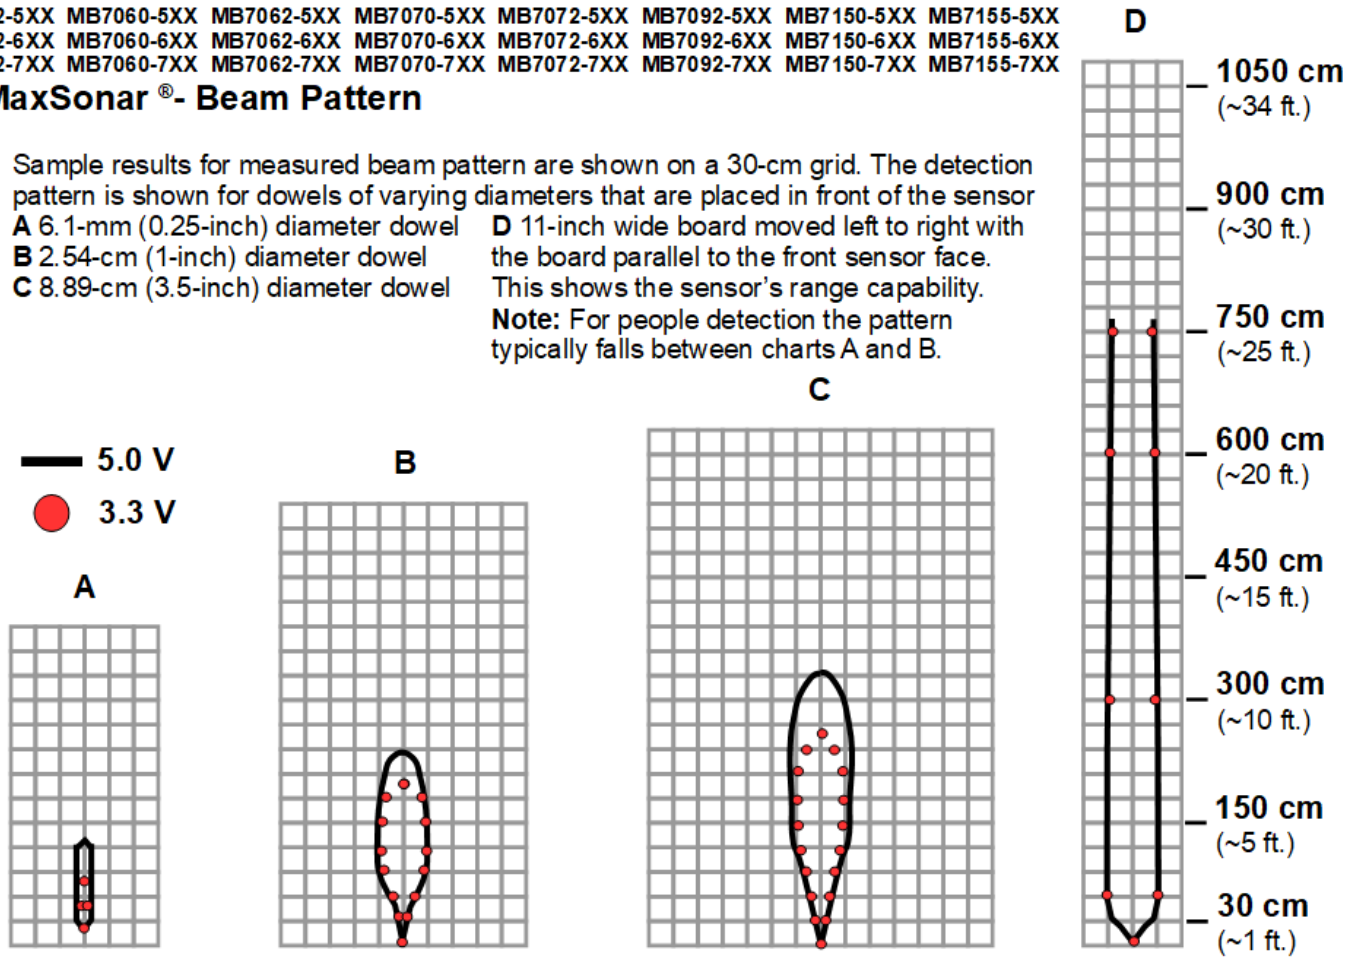 2-5XX MB7060-5XX MB7062-5XX MB7070-5XX MB7072-5XX MB7092-5XX MB7150-5XX MB7155-5XX
2-6XX MB7060-6XX MB7062-6XX MB7070-6XX MB7072-6XX MB7092-6XX MB7150-6XX MB7155-6XX
2-7XX MB7060-7XX MB7062-7XX MB7070-7XX MB7072-7XX MB7092-7XX MB7150-7XX MB7155-7XX
MaxSonar ®- Beam Pattern
Sample results for measured beam pattern are shown on a 30-cm grid. The detection
pattern is shown for dowels of varying diameters that are placed in front of the sensor
A 6.1-mm (0.25-inch) diameter dowel
B 2.54-cm (1-inch) diameter dowel
C 8.89-cm (3.5-inch) diameter dowel
D 11-inch wide board moved left to right with
the board parallel to the front sensor face.
This shows the sensor's range capability.
Note: For people detection the pattern
typically falls between charts A and B.
5.0 V
3.3 V
A
B
C
D
1050 cm
(~34 ft.)
900 cm
(~30 ft.)
750 cm
(~25 ft.)
600 cm
(~20 ft.)
450 cm
(~15 ft.)
300 cm
(~10 ft.)
150 cm
(~5 ft.)
30 cm
(~1 ft.)